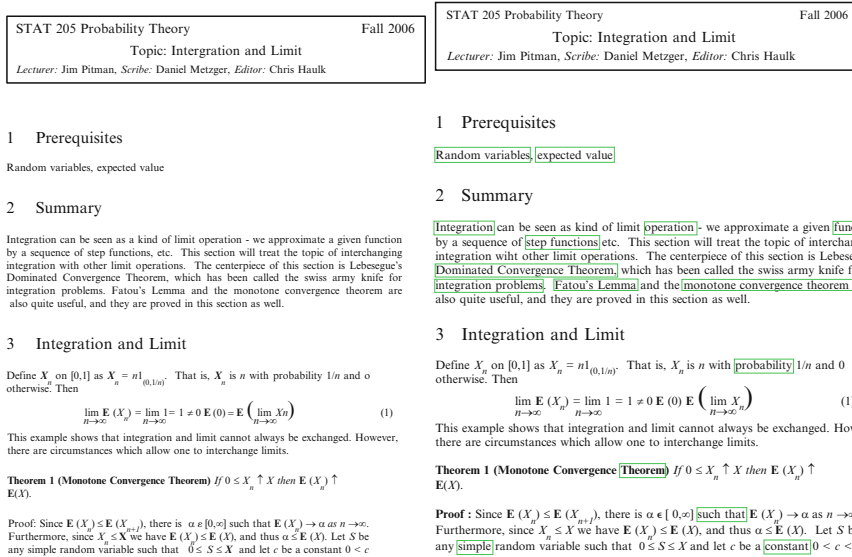 STAT 205 Probability Theory Fall 2006
Topic: Intergration and Limit
Lecturer: Jim Pitman, Scribe: Daniel Metzger, Editor: Chris Haulk
1 Prerequisites
Random variables, expected value
2 Summary
Integration can be seen as a kind of limit operation - we approximate a given function
by a sequence of step functions, etc. This section will treat the topic of interchanging
integration with other limit operations. The centerpiece of this section is Lebesegue's
Dominated Convergence Theorem, which has been called the swiss army knife for
integration problems. Fatou's Lemma and the monotone convergence theorem are
also quite useful, and they are proved in this section as well.
3 Integration and Limit
Define X_n on [0,1] as X_n = n1_(0,1/n). That is, X_n is n with probability 1/n and o
otherwise. Then
lim_{n→∞} E (X_n) = lim_{n→∞} 1= 1 ≠ 0 E (0) = E ( lim_{n→∞} Xn) (1)
This example shows that integration and limit cannot always be exchanged. However,
there are circumstances which allow one to interchange limits.
Theorem 1 (Monotone Convergence Theorem) If 0 ≤ X_n ↑ X then E (X_n) ↑
E(X).
Proof: Since E (X_n) ≤ E (X_{n+1}), there is α ε [0,∞] such that E (X_n) → α as n →∞.
Furthermore, since X_n ≤ X we have E (X_n) ≤ E (X), and thus α ≤ E (X). Let S be
any simple random variable such that 0 ≤ S ≤ X and let c be a constant 0 < c
STAT 205 Probability Theory Fall 2006
Topic: Integration and Limit
Lecturer: Jim Pitman, Scribe: Daniel Metzger, Editor: Chris Haulk
1 Prerequisites
Random variables, expected value
2 Summary
Integration can be seen as kind of limit operation - we approximate a given func
by a sequence of step functions etc. This section will treat the topic of interchan
integration wiht other limit operations. The centerpiece of this section is Lebese
Dominated Convergence Theorem, which has been called the swiss army knife f
integration problems. Fatou's Lemma and the monotone convergence theorem
also quite useful, and they are proved in this section as well.
3 Integration and Limit
Define X_n on [0,1] as X_n = n1_(0,1/n). That is, X_n is n with probability 1/n and 0
otherwise. Then
lim_{n→∞} E (X_n) = lim_{n→∞} 1 = 1 ≠ 0 E (0) E ( lim_{n→∞} X_n) (1)
This example shows that integration and limit cannot always be exchanged. How
there are circumstances which allow one to interchange limits.
Theorem 1 (Monotone Convergence Theorem) If 0 ≤ X_n ↑ X then E (X_n) ↑
E(X).
Proof : Since E (X_n) ≤ E (X_{n+1}), there is α ϵ [ 0,∞] such that E (X_n) → α as n →∞
Furthermore, since X_n ≤ X we have E (X_n) ≤ E (X), and thus α ≤ E (X). Let S b
any simple random variable such that 0 ≤ S ≤ X and let c be a constant 0 < c <